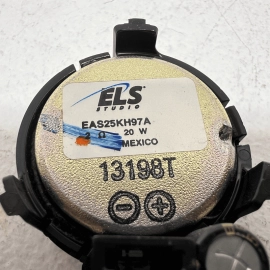 ELS
STUDIO
EAS25KH97A
20 W
MEXICO
13198T